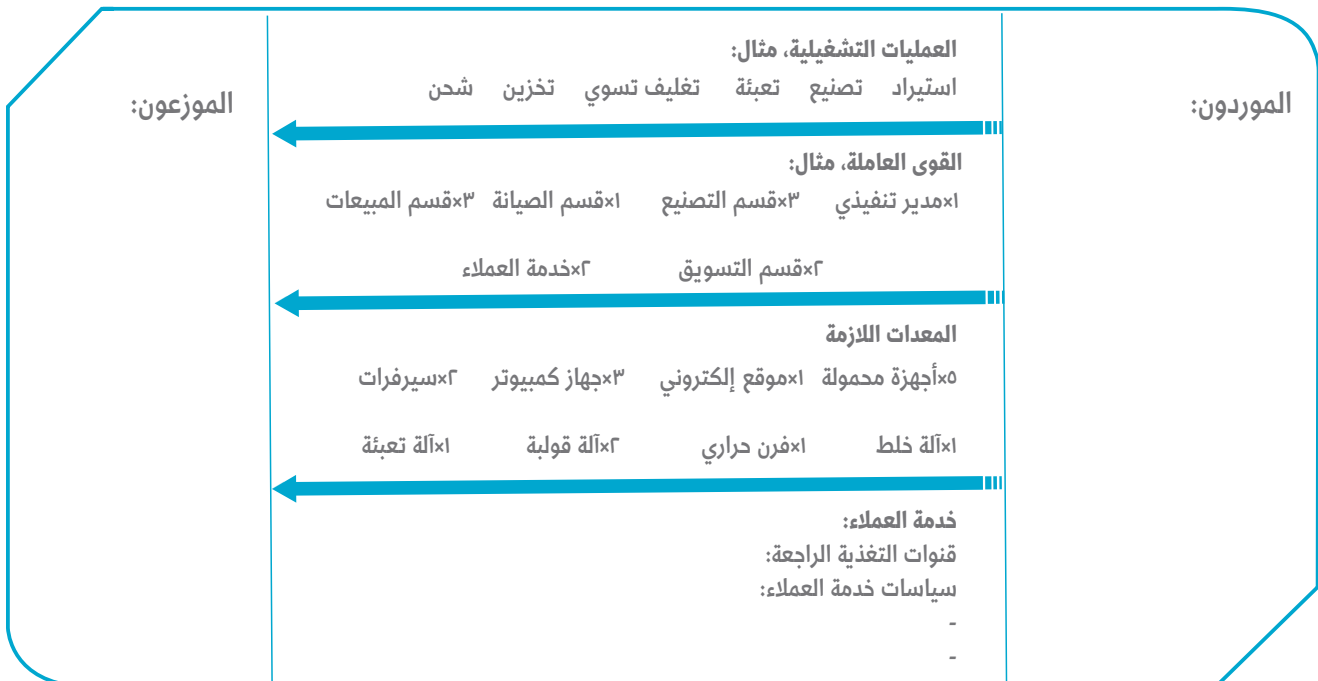 الموردون:
العمليات التشغيلية، مثال:
استيراد تصنيع تعبئة تغليف تسوي تخزين شحن
القوى العاملة، مثال:
١×مدير تنفيذي ٣×قسم التصنيع ١×قسم الصيانة ٣×قسم المبيعات
٢×قسم التسويق ٢×خدمة العملاء
المعدات اللازمة
٥×أجهزة محمولة ١×موقع إلكتروني ٣×جهاز كمبيوتر ٢×سيرفرات
١×آلة خلط ١×فرن حراري ٢×آلة قولبة ١×آلة تعبئة
خدمة العملاء:
قنوات التغذية الراجعة:
سياسات خدمة العملاء:
-
-
الموزعون: